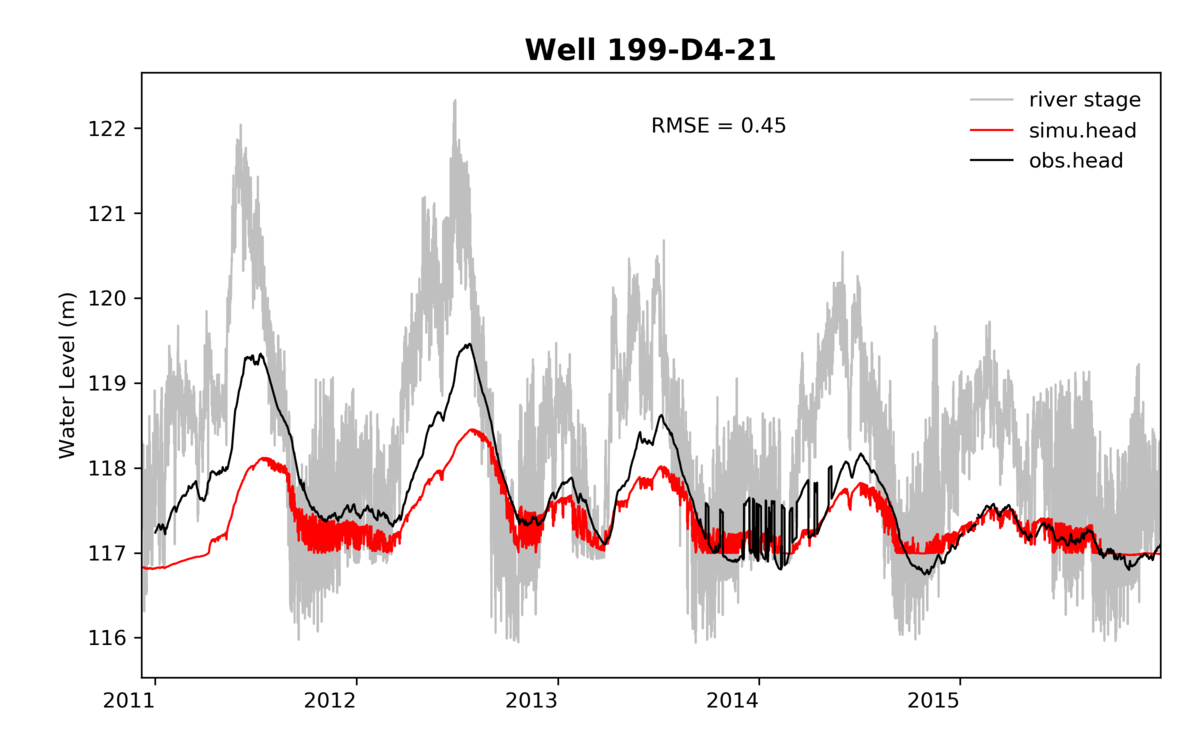 Well 199-D4-21
RMSE = 0.45
river stage
simu.head
obs.head
Water Level (m)
122
121
120
119
118
117
116
2011 2012 2013 2014 2015